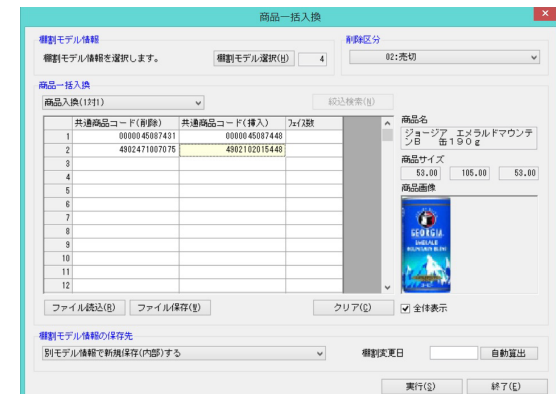 商品一括入換
×
棚割モデル情報
棚割モデル情報を選択します。
棚割モデル選択(H)
4
削除区分
02:売切
商品一括入換
商品入換(1対1)
絞込検索(N)
共通商品コード(削除) 共通商品コード(挿入) フェイス数
1 0000045087431 0000045087448
2 4902471007075 4902102015448
3
4
5
6
7
8
9
10
11
12
商品名
ジョージア エメラルドマウンテ
ンB 缶190g
商品サイズ
53.00 105.00 53.00
商品画像
GEORGIA
EMERALD
MOUNTAIN BLEND
ファイル読込(R) ファイル保存(W) クリア(C) 全体表示
棚割モデル情報の保存先
別モデル情報で新規保存(内部)する
棚割変更日
自動算出
実行(S) 終了(E)